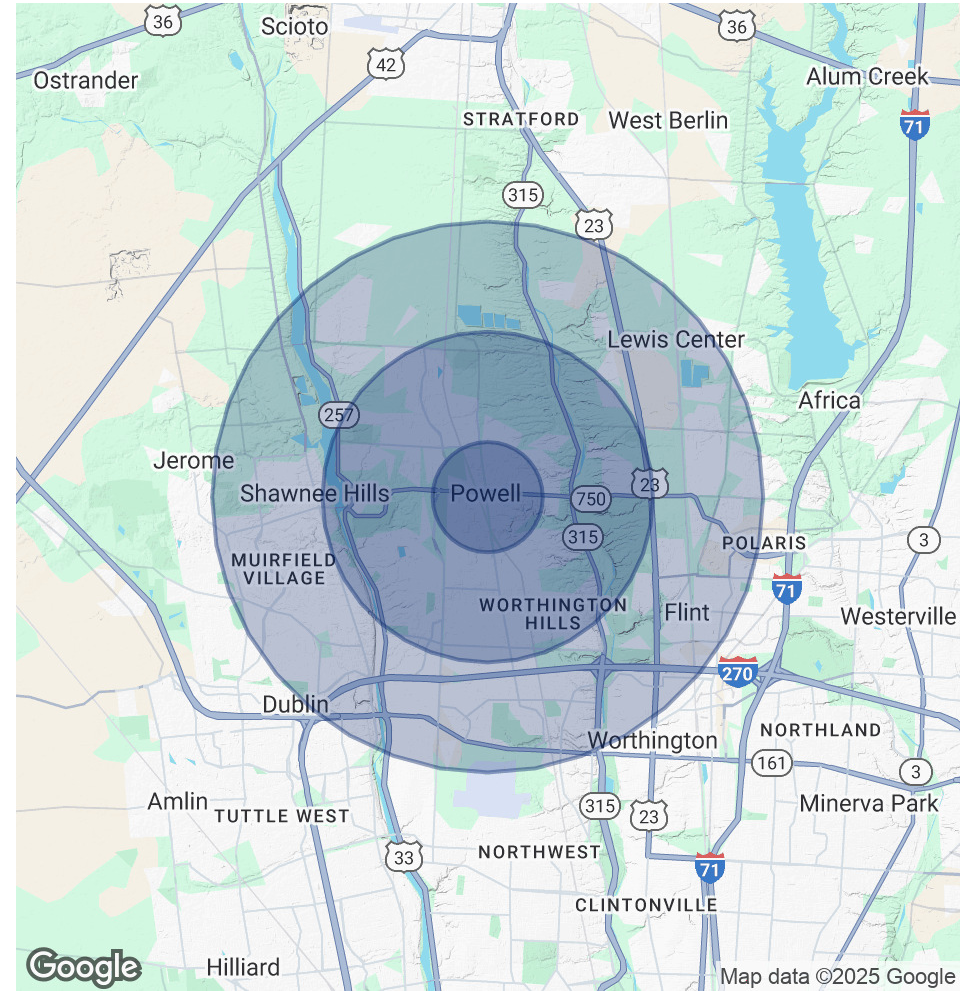 36
Scioto
36
42
Ostrander
Alum Creek
STRATFORD
West Berlin
71
315
23
Lewis Center
Africa
257
Jerome
Shawnee Hills
Powell
750
23
315
POLARIS
3
MUIRFIELD
VILLAGE
71
WORTHINGTON
HILLS
Flint
Westerville
270
Dublin
NORTHLAND
Worthington
161
3
Amlin
TUTTLE WEST
315
23
Minerva Park
33
NORTHWEST
71
CLINTONVILLE
Hilliard
Google
Map data ©2025 Google